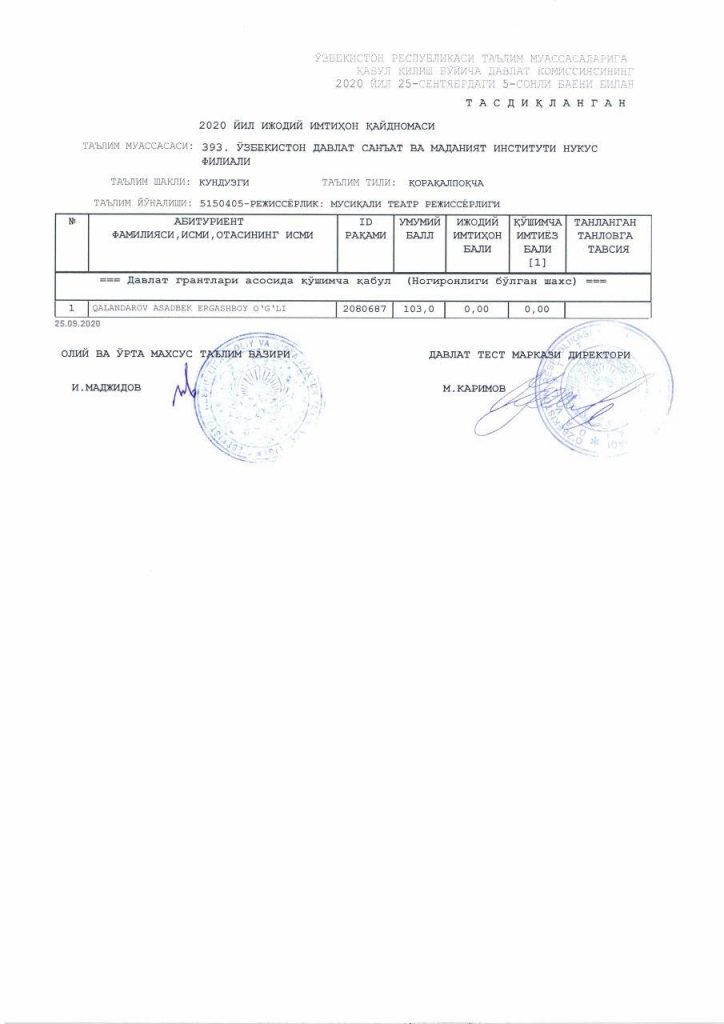 ЎЗБЕКИСТОН РЕСПУБЛИКАСИ ТАЪЛИМ МУАССАСАЛАРИГА
ҚАБУЛ ҚИЛИШ БЎЙИЧА ДАВЛАТ КОМИССИЯСИНИНГ
2020 ЙИЛ 25-СЕНТЯБРДАГИ 5-СОНЛИ БАЁНИ БИЛАН
Т А С Д И Қ Л А Н Г А Н
2020 ЙИЛ ИЖОДИЙ ИМТИҲОН ҚАЙДНОМАСИ
ТАЪЛИМ МУАССАСАСИ: 393. ЎЗБЕКИСТОН ДАВЛАТ САНЪАТ ВА МАДАНИЯТ ИНСТИТУТИ НУКУС
ФИЛИАЛИ
ТАЪЛИМ ШАКЛИ: КУНДУЗГИ ТАЪЛИМ ТИЛИ: ҚОРАҚАЛПОҚЧА
ТАЪЛИМ ЙЎНАЛИШИ: 5150405-РЕЖИССЁРЛИК: МУСИҚАЛИ ТЕАТР РЕЖИССЁРЛИГИ
№ АБИТУРИЕНТ ID УМУМИЙ ИЖОДИЙ ҚЎШИМЧА ТАНЛАНГАН
ФАМИЛИЯСИ,ИСМИ,ОТАСИНИНГ ИСМИ РАҚАМИ БАЛЛ ИМТИҲОН ИМТИЁЗ ТАНЛОВГА
БАЛИ БАЛИ ТАВСИЯ
[1]
=== Давлат грантлари асосида қўшимча қабул (Ногиронлиги бўлган шахс) ===
1 QALANDAROV ASADBEK ERGASHBOY O'G'LI 2080687 103,0 0,00 0,00
25.09.2020
ОЛИЙ ВА ЎРТА МАХСУС ТАЪЛИМ ВАЗИРИ ДАВЛАТ ТЕСТ МАРКАЗИ ДИРЕКТОРИ
И.МАДЖИДОВ М.КАРИМОВ